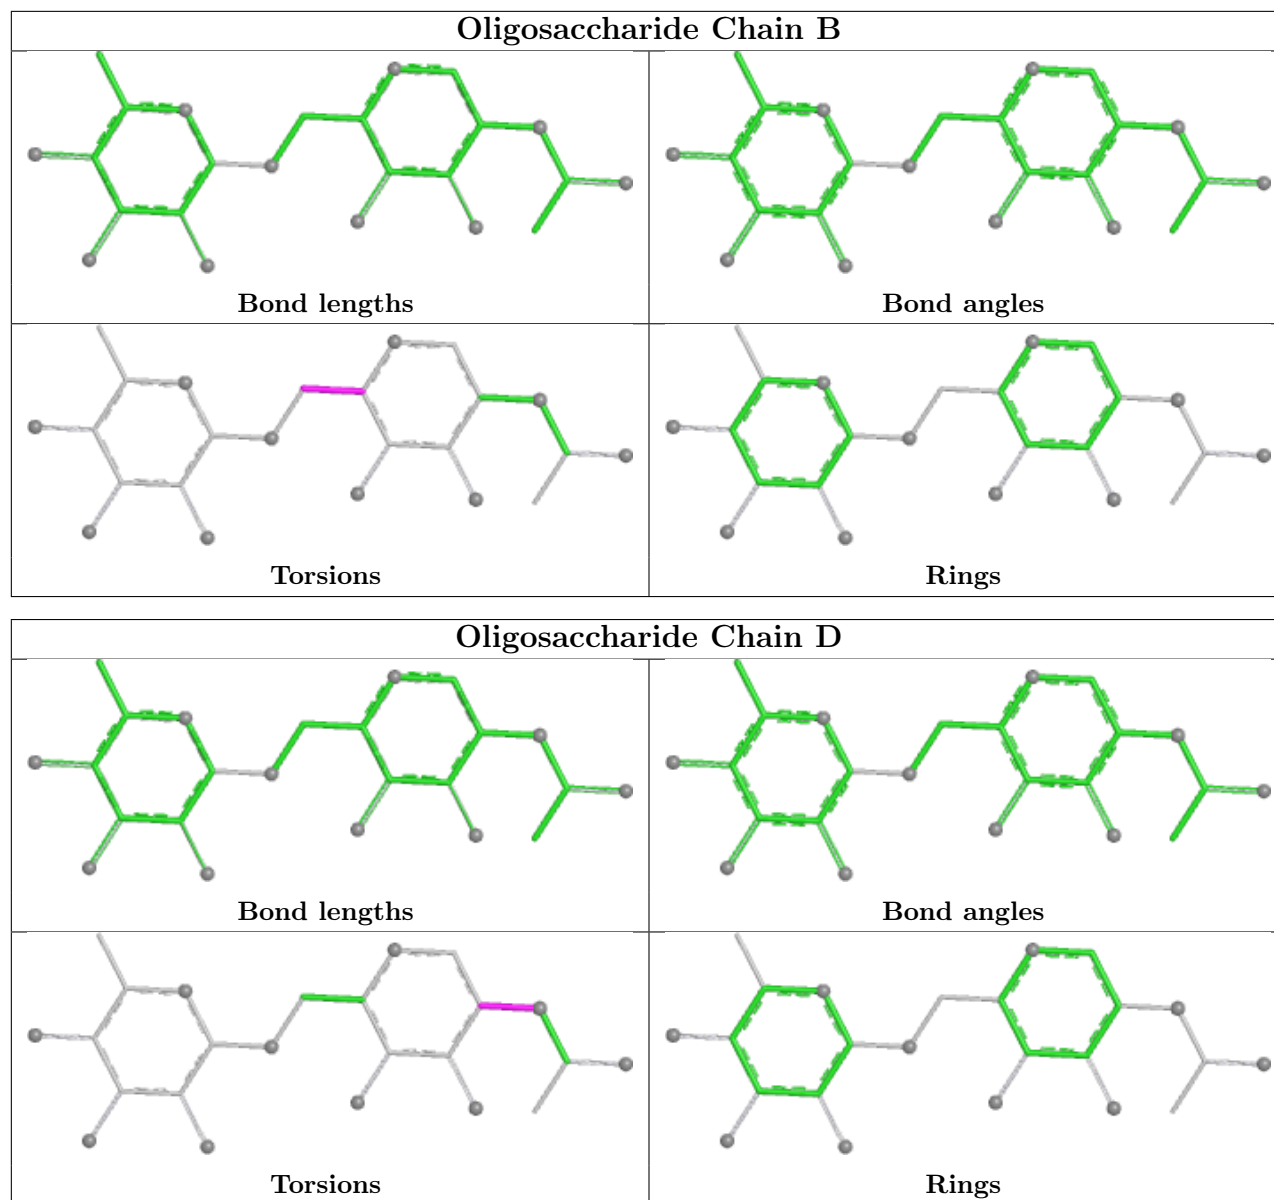 Oligosaccharide Chain B
Bond lengths
Bond angles
Torsions
Rings
Oligosaccharide Chain D
Bond lengths
Bond angles
Torsions
Rings